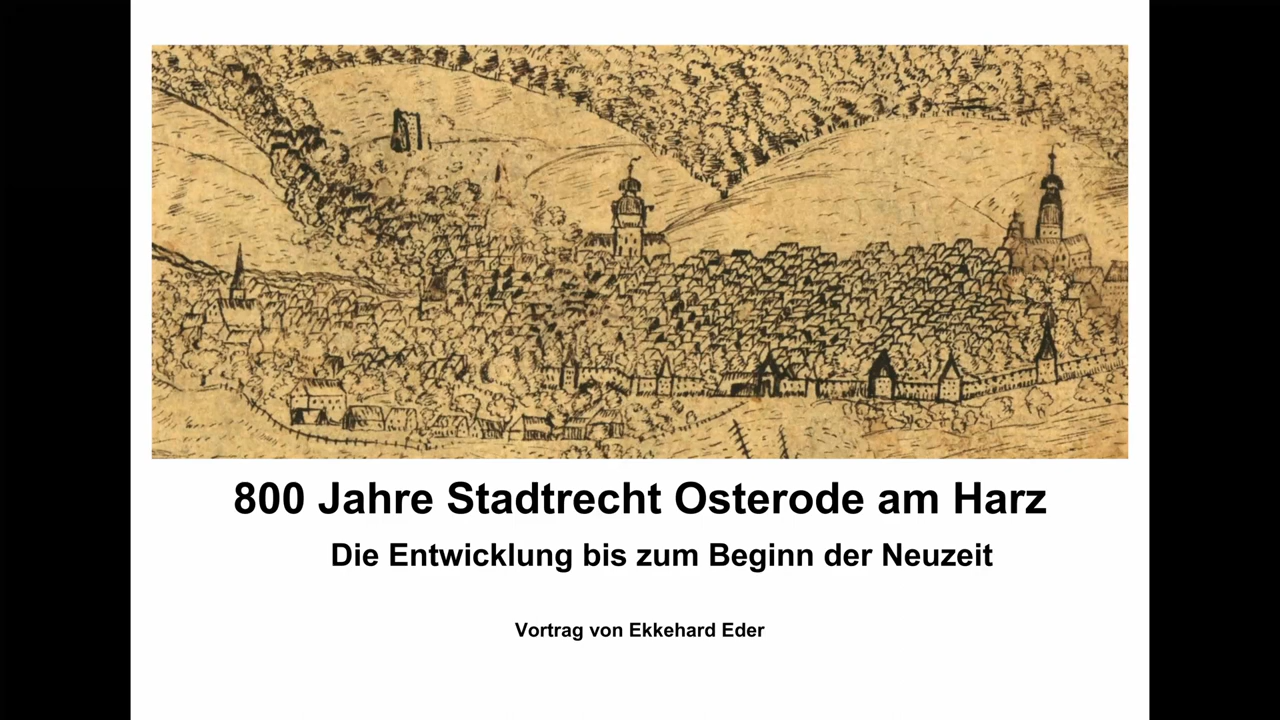 800 Jahre Stadtrecht Osterode am Harz
Die Entwicklung bis zum Beginn der Neuzeit
Vortrag von Ekkehard Eder